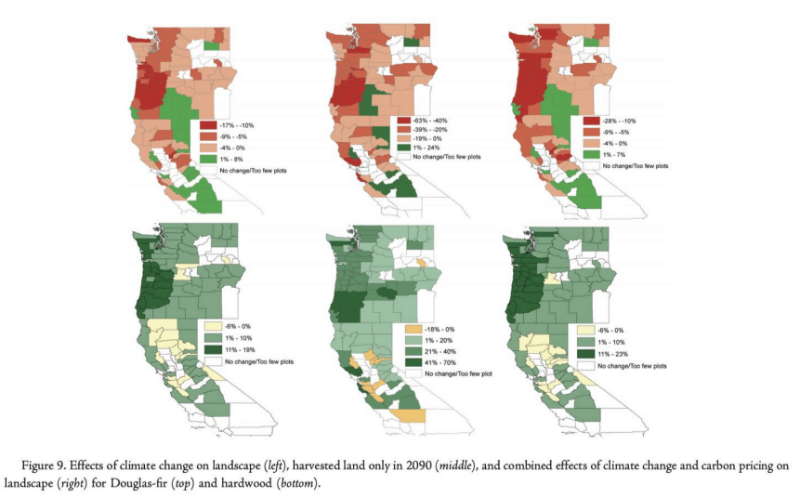 -17% - -10%
-9% - -5%
-4% - 0%
1% - 8%
No change/Too few plots
-63% - -40%
-39% - -20%
-19% - 0%
1% - 24%
No change/Too few plots
-28% - -10%
-9% - -5%
-4% - 0%
1% - 7%
No change/Too few plots
-6% - 0%
1% - 10%
11% - 19%
No change/Too few plots
-18% - 0%
1% - 20%
21% - 40%
41% - 70%
No change/Too few plot
-6% - 0%
1% - 10%
11% - 23%
No change/Too few plots
Figure 9. Effects of climate change on landscape (left), harvested land only in 2090 (middle), and combined effects of climate change and carbon pricing on
landscape (right) for Douglas-fir (top) and hardwood (bottom).